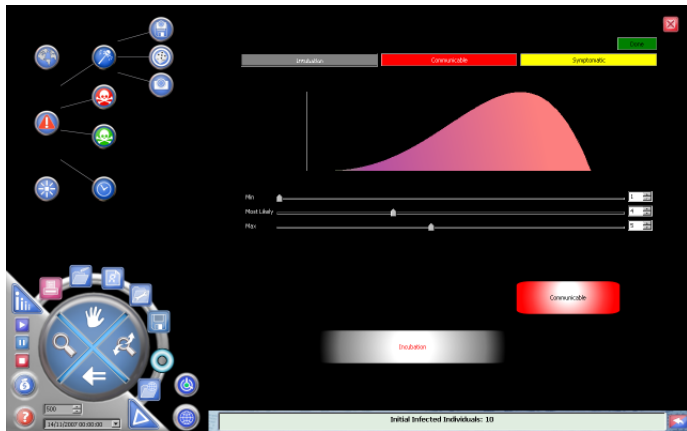 Done
Incubation
Communicable
Symptomatic
Min
1
Most Likely
4
Max
5
Communicable
Incubation
500
14/11/2007 00:00:00
Initial Infected Individuals: 10